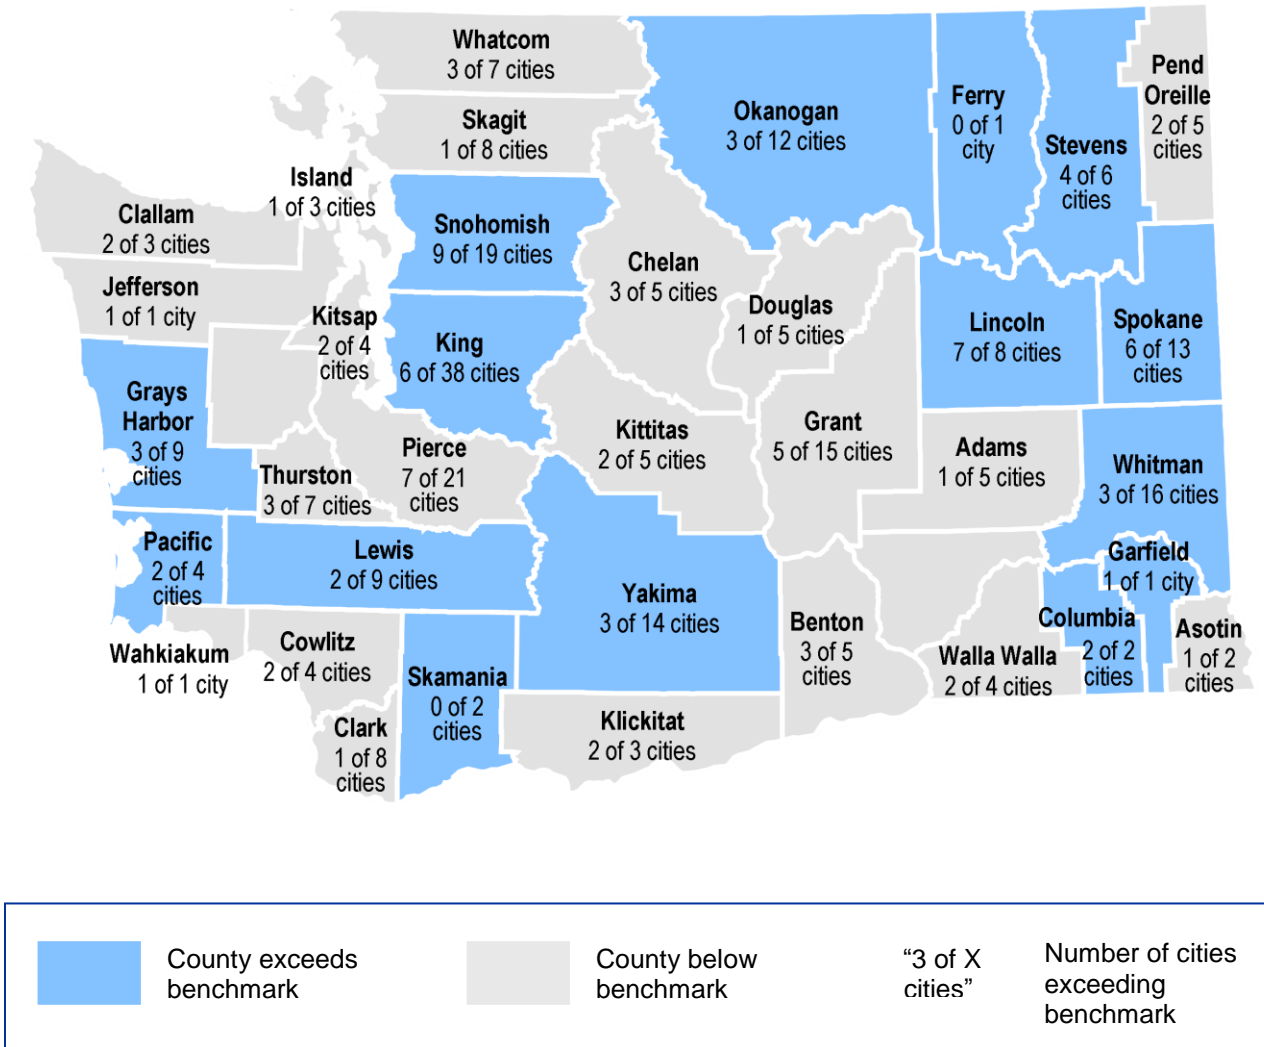 Whatcom
3 of 7 cities
Skagit
1 of 8 cities
Okanogan
3 of 12 cities
Ferry
0 of 1
city
Stevens
4 of 6
cities
Pend
Oreille
2 of 5
cities
Island
1 of 3 cities
Clallam
2 of 3 cities
Snohomish
9 of 19 cities
Chelan
3 of 5 cities
Jefferson
1 of 1 city
Kitsap
2 of 4
cities
King
6 of 38 cities
Douglas
1 of 5 cities
Lincoln
7 of 8 cities
Spokane
6 of 13
cities
Grays
Harbor
3 of 9
cities
Thurston
3 of 7 cities
Pierce
7 of 21
cities
Kittitas
2 of 5 cities
Grant
5 of 15 cities
Adams
1 of 5 cities
Whitman
3 of 16 cities
Pacific
2 of 4
cities
Lewis
2 of 9 cities
Yakima
3 of 14 cities
Garfield
1 of 1 city
Benton
3 of 5
cities
Columbia
2 of 2
cities
Asotin
1 of 2
cities
Wahkiakum
1 of 1 city
Cowlitz
2 of 4 cities
Skamania
0 of 2
cities
Walla Walla
2 of 4 cities
Clark
1 of 8
cities
Klickitat
2 of 3 cities
County exceeds
benchmark
County below
benchmark
“3 of X
cities”
Number of cities
exceeding
benchmark